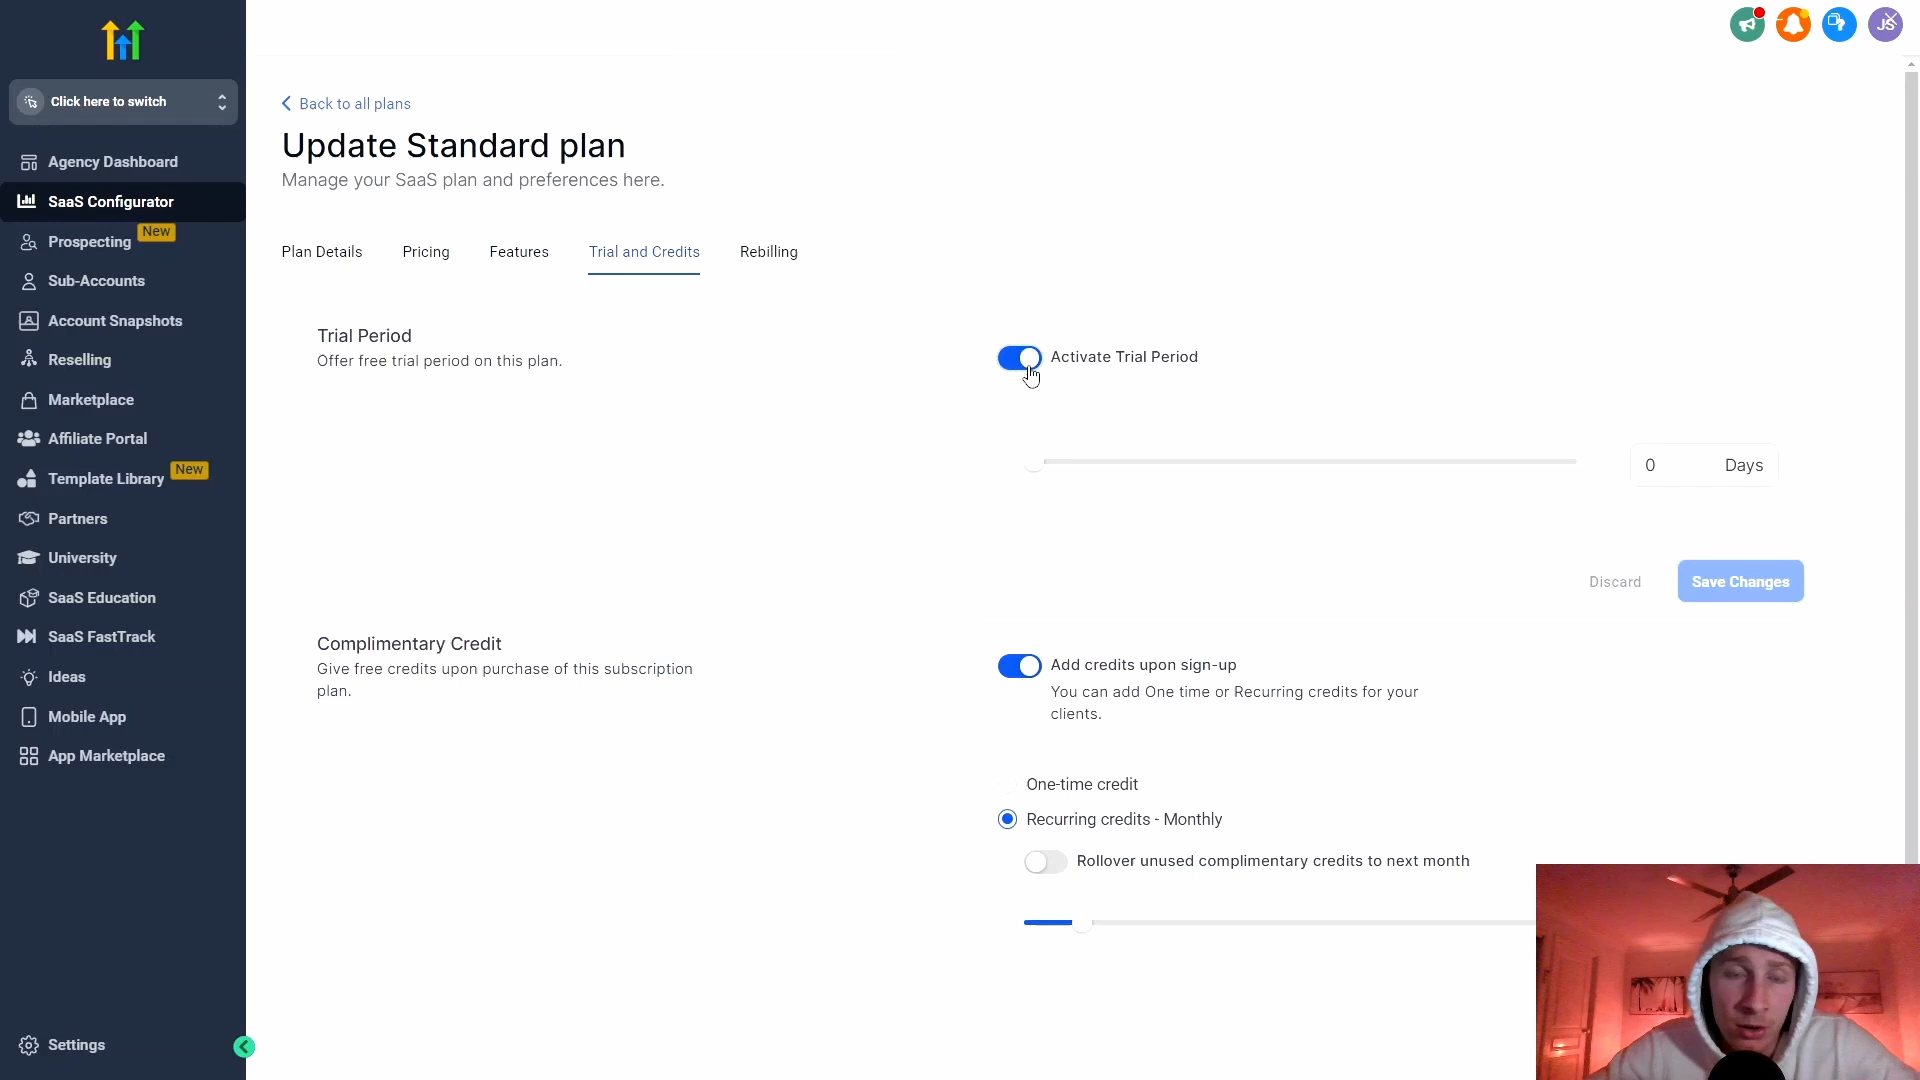 JS
Click here to switch
Agency Dashboard
SaaS Configurator
Prospecting
New
Sub-Accounts
Account Snapshots
Reselling
Marketplace
Affiliate Portal
Template Library
New
Partners
University
SaaS Education
SaaS FastTrack
Ideas
Mobile App
App Marketplace
Settings
Back to all plans
Update Standard plan
Manage your SaaS plan and preferences here.
Plan Details
Pricing
Features
Trial and Credits
Rebilling
Trial Period
Offer free trial period on this plan.
Activate Trial Period
0
Days
Discard
Save Changes
Complimentary Credit
Give free credits upon purchase of this subscription
plan.
Add credits upon sign-up
You can add One time or Recurring credits for your
clients.
One-time credit
Recurring credits - Monthly
Rollover unused complimentary credits to next month